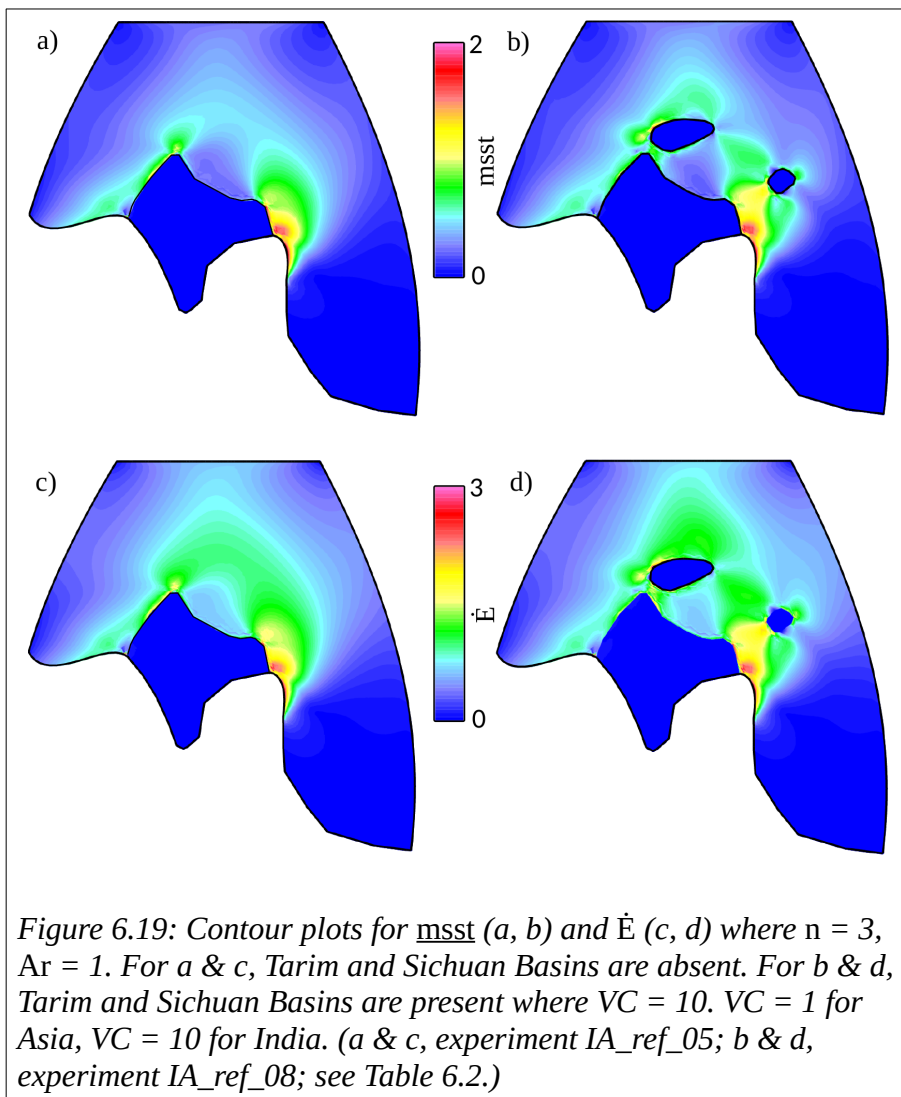 a)
2
msst
0
b)
c)
3
Ė
0
d)
Figure 6.19: Contour plots for msst (a, b) and Ė (c, d) where n = 3,
Ar = 1. For a & c, Tarim and Sichuan Basins are absent. For b & d,
Tarim and Sichuan Basins are present where VC = 10. VC = 1 for
Asia, VC = 10 for India. (a & c, experiment IA_ref_05; b & d,
experiment IA_ref_08; see Table 6.2.)